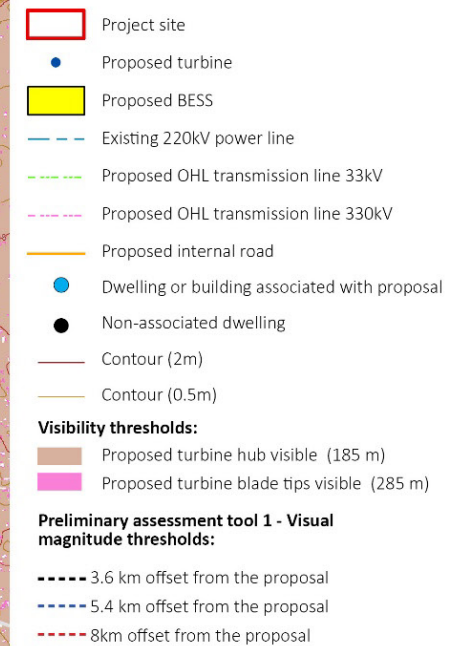 Project site
Proposed turbine
Proposed BESS
Existing 220kV power line
Proposed OHL transmission line 33kV
Proposed OHL transmission line 330kV
Proposed internal road
Dwelling or building associated with proposal
Non-associated dwelling
Contour (2m)
Contour (0.5m)
Visibility thresholds:
Proposed turbine hub visible (185 m)
Proposed turbine blade tips visible (285 m)
Preliminary assessment tool 1 - Visual
magnitude thresholds:
3.6 km offset from the proposal
5.4 km offset from the proposal
8km offset from the proposal